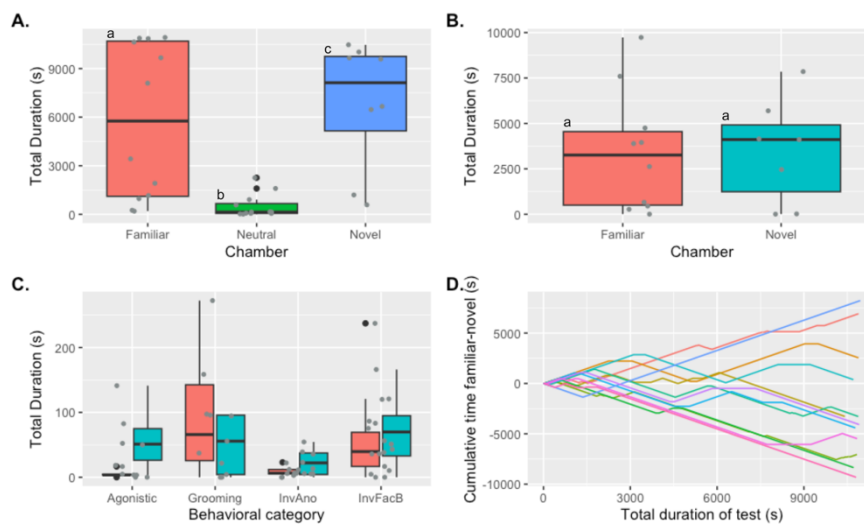 A.
a
b
c
Total Duration (s)
9000
6000
3000
0
Familiar
Neutral
Novel
Chamber
B.
a
a
Total Duration (s)
10000
7500
5000
2500
0
Familiar
Novel
Chamber
C.
Total Duration (s)
200
100
0
Agonistic
Grooming
InvAno
InvFacB
Behavioral category
D.
Cumulative time familiar-novel (s)
5000
0
-5000
-10000
0
3000
6000
9000
Total duration of test (s)